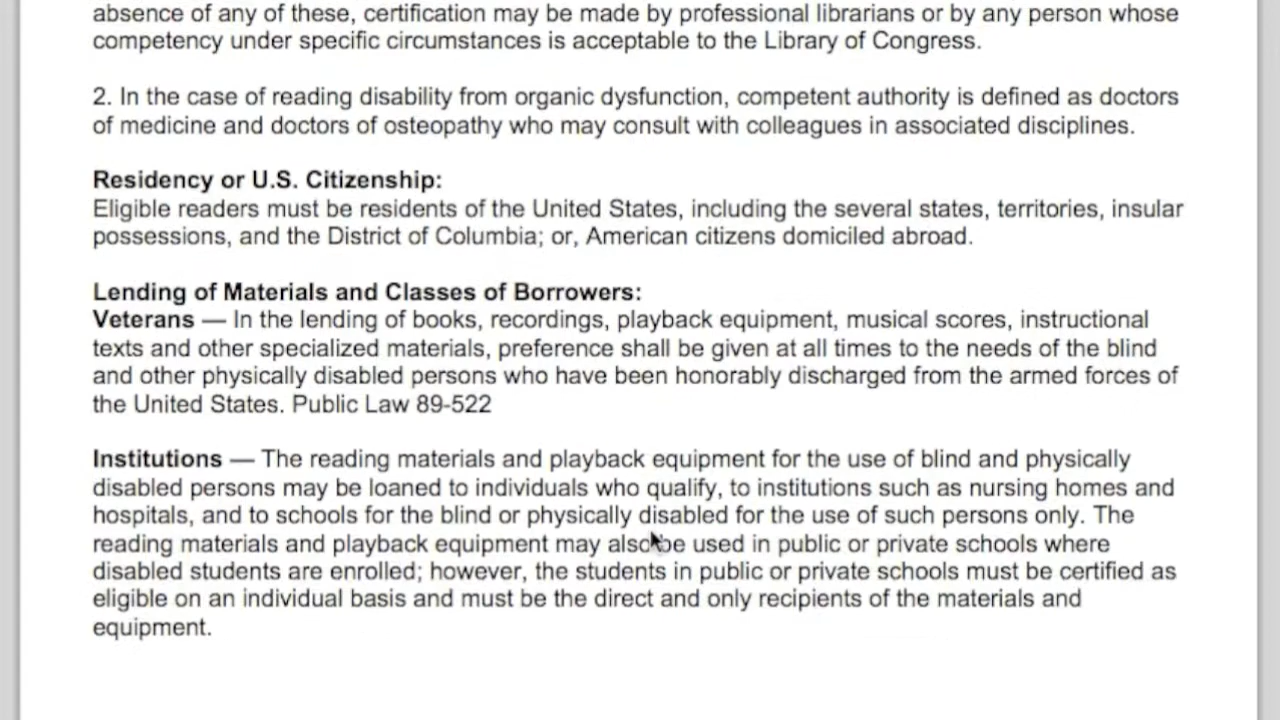 absence of any of these, certification may be made by professional librarians or by any person whose
competency under specific circumstances is acceptable to the Library of Congress.
2. In the case of reading disability from organic dysfunction, competent authority is defined as doctors
of medicine and doctors of osteopathy who may consult with colleagues in associated disciplines.
Residency or U.S. Citizenship:
Eligible readers must be residents of the United States, including the several states, territories, insular
possessions, and the District of Columbia; or, American citizens domiciled abroad.
Lending of Materials and Classes of Borrowers:
Veterans — In the lending of books, recordings, playback equipment, musical scores, instructional
texts and other specialized materials, preference shall be given at all times to the needs of the blind
and other physically disabled persons who have been honorably discharged from the armed forces of
the United States. Public Law 89-522
Institutions — The reading materials and playback equipment for the use of blind and physically
disabled persons may be loaned to individuals who qualify, to institutions such as nursing homes and
hospitals, and to schools for the blind or physically disabled for the use of such persons only. The
reading materials and playback equipment may also be used in public or private schools where
disabled students are enrolled; however, the students in public or private schools must be certified as
eligible on an individual basis and must be the direct and only recipients of the materials and
equipment.